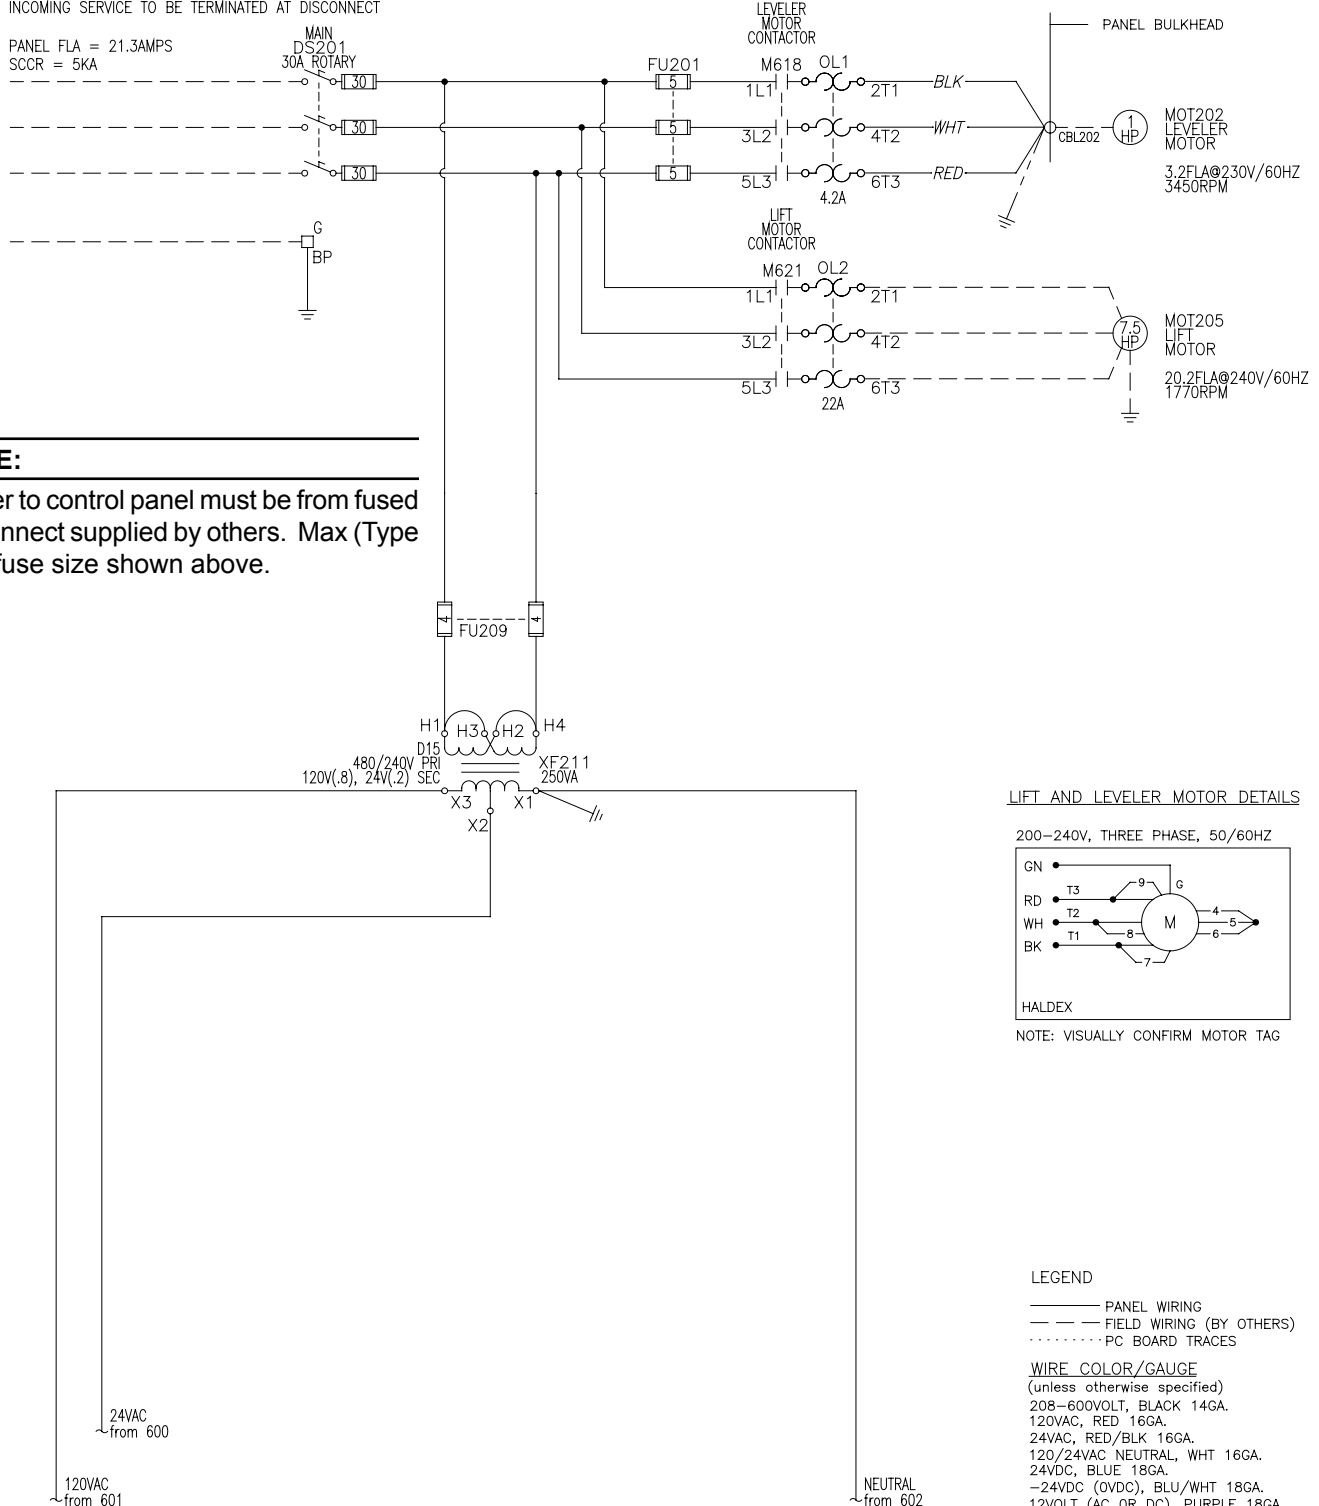 INCOMING SERVICE TO BE TERMINATED AT DISCONNECT
PANEL FLA = 21.3AMPS
SCCR = 5KA
MAIN
DS201
30A ROTARY
30
30
30
G
BP
FU201
5
5
5
LEVELER
MOTOR
CONTACTOR
M618 OL1
1L1 2T1
3L2 4T2
5L3 6T3
4.2A
BLK
WHT
RED
PANEL BULKHEAD
CBL202
1
HP
MOT202
LEVELER
MOTOR
3.2FLA@230V/60HZ
3450RPM
LIFT
MOTOR
CONTACTOR
M621 OL2
1L1 2T1
3L2 4T2
5L3 6T3
22A
7.5
HP
MOT205
LIFT
MOTOR
20.2FLA@240V/60HZ
1770RPM
E:
er to control panel must be from fused
onnect supplied by others. Max (Type
fuse size shown above.
4 4
FU209
H1 H3 H2 H4
D15
480/240V PRI
120V(.8), 24V(.2) SEC
XF211
250VA
X3 X1
X2
LIFT AND LEVELER MOTOR DETAILS
200-240V, THREE PHASE, 50/60HZ
GN
RD T3
WH T2
BK T1
9
G
8
7
M
4
5
6
HALDEX
NOTE: VISUALLY CONFIRM MOTOR TAG
LEGEND
PANEL WIRING
FIELD WIRING (BY OTHERS)
PC BOARD TRACES
WIRE COLOR/GAUGE
(unless otherwise specified)
208-600VOLT, BLACK 14GA.
120VAC, RED 16GA.
24VAC, RED/BLK 16GA.
120/24VAC NEUTRAL, WHT 16GA.
24VDC, BLUE 18GA.
-24VDC (0VDC), BLU/WHT 18GA.
12VOLT (AC OR DC), PURPLE 18GA
24VAC
from 600
120VAC
from 601
NEUTRAL
from 602